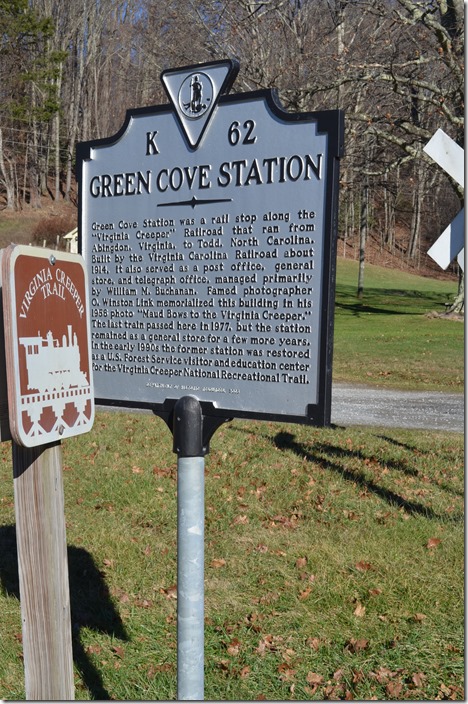 K 62
GREEN COVE STATION
Green Cove Station was a rail stop along the
"Virginia Creeper" Railroad that ran from
Abingdon, Virginia, to Todd, North Carolina.
Built by the Virginia Carolina Railroad about
1914, it also served as a post office, general
store, and telegraph office, managed primarily
by William M. Buchanan. Famed photographer
O. Winston Link memorialized this building in his
1956 photo "Maud Bows to the Virginia Creeper."
The last train passed here in 1977, but the station
remained as a general store for a few more years.
In the early 1990s the former station was restored
as a U.S. Forest Service visitor and education center
for the Virginia Creeper National Recreational Trail.
DEPARTMENT OF HISTORIC RESOURCES,
VIRGINIA CREEPER
TRAIL